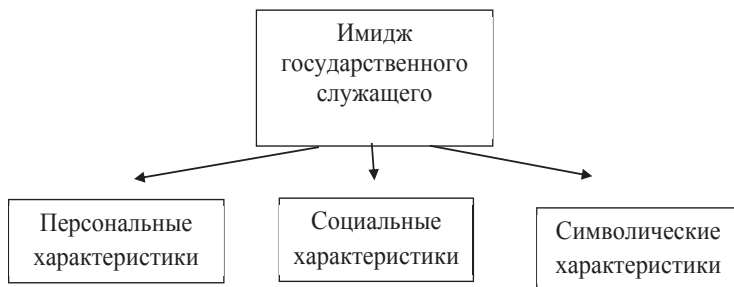 Имидж
государственного
служащего
Персональные
характеристики
Социальные
характеристики
Символические
характеристики